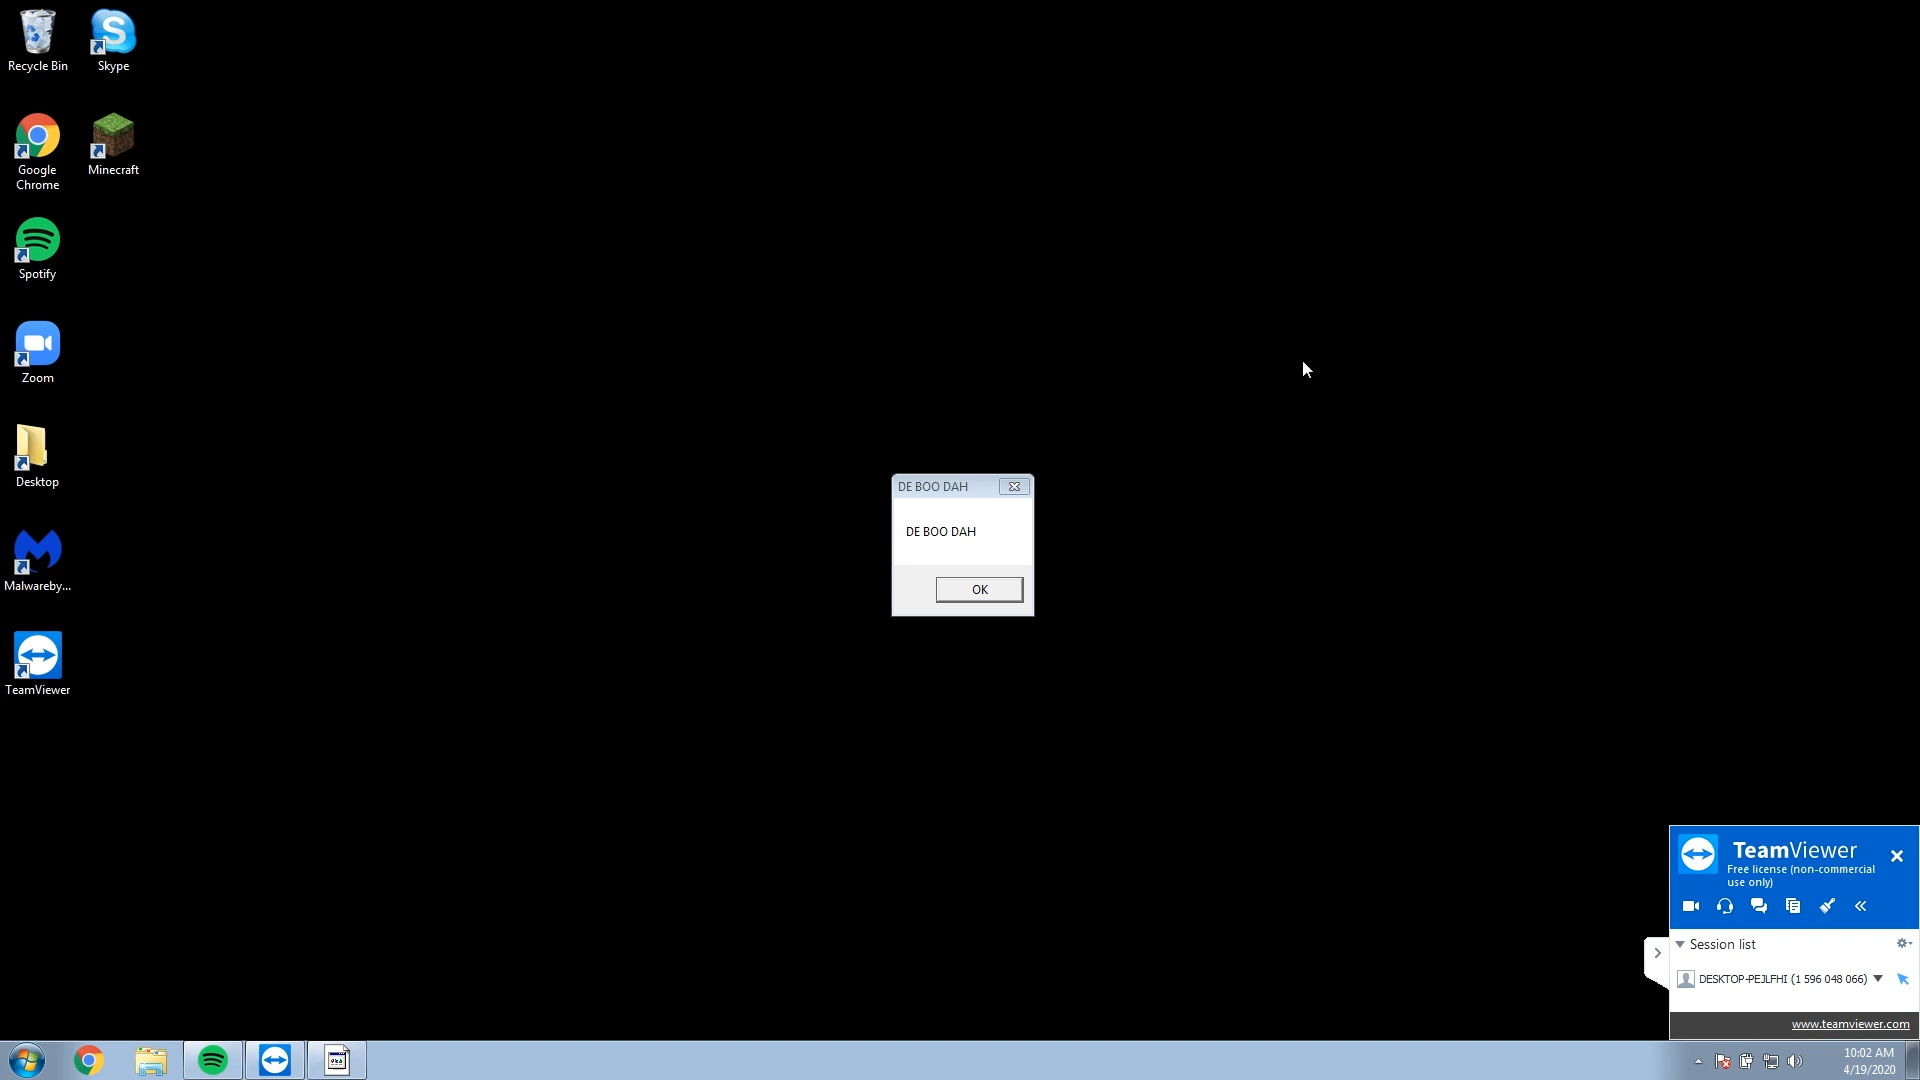 Recycle Bin
Skype
Google
Chrome
Minecraft
Spotify
Zoom
Desktop
Malwareby...
TeamViewer
DE BOO DAH
DE BOO DAH
OK
TeamViewer
Free license (non-commercial
use only)
Session list
DESKTOP-PEJLFHI (1 596 048 066)
www.teamviewer.com
10:02 AM
4/19/2020